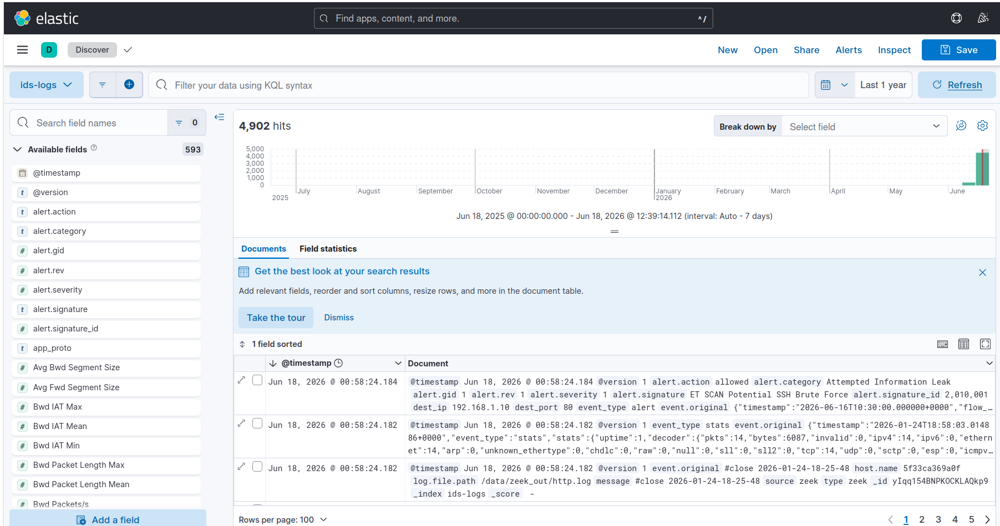 elastic
Find apps, content, and more.
^ /
D
Discover
New
Open
Share
Alerts
Inspect
Save
ids-logs
Filter your data using KQL syntax
Last 1 year
Refresh
Search field names
0
Available fields
593
@timestamp
t @version
t alert.action
t alert.category
# alert.gid
# alert.rev
# alert.severity
t alert.signature
# alert.signature_id
t app_proto
# Avg Bwd Segment Size
# Avg Fwd Segment Size
# Bwd IAT Max
# Bwd IAT Mean
# Bwd IAT Min
# Bwd Packet Length Max
# Bwd Packet Length Mean
# Bwd Packets/s
Add a field
4,902 hits
Break down by
Select field
5,000
4,000
3,000
2,000
1,000
0
July
August
September
October
November
December
January
February
March
April
May
June
2025
2026
Jun 18, 2025 @ 00:00:00.000 - Jun 18, 2026 @ 12:39:14.112 (interval: Auto - 7 days)
Documents
Field statistics
Get the best look at your search results
Add relevant fields, reorder and sort columns, resize rows, and more in the document table.
Take the tour
Dismiss
1 field sorted
@timestamp
Document
Jun 18, 2026 @ 00:58:24.184
@timestamp Jun 18, 2026 @ 00:58:24.184 @version 1 alert.action allowed alert.category Attempted Information Leak
alert.gid 1 alert.rev 1 alert.severity 1 alert.signature ET SCAN Potential SSH Brute Force alert.signature_id 2,010,001
dest_ip 192.168.1.10 dest_port 80 event_type alert event.original {"timestamp":"2026-06-16T10:30:00.000000+0000","flow_…
Jun 18, 2026 @ 00:58:24.182
@timestamp Jun 18, 2026 @ 00:58:24.182 @version 1 event_type stats event.original {"timestamp":"2026-01-24T18:58:03.0148
86+0000","event_type":"stats","stats":{"uptime":1,"decoder":{"pkts":14,"bytes":6087,"invalid":0,"ipv4":14,"ipv6":0,"ethern
et":14,"arp":0,"unknown_ethertype":0,"chdlc":0,"raw":0,"null":0,"sll":0,"sll2":0,"tcp":14,"udp":0,"sctp":0,"esp":0,"icmpv…
Jun 18, 2026 @ 00:58:24.182
@timestamp Jun 18, 2026 @ 00:58:24.182 @version 1 event.original #close 2026-01-24-18-25-48 host.name 5f33ca369a0f
log.file.path /data/zeek_out/http.log message #close 2026-01-24-18-25-48 source zeek type zeek _id yIqq154BNPKOCKLAQkp9
_index ids-logs _score -
Rows per page: 100
1 2 3 4 5